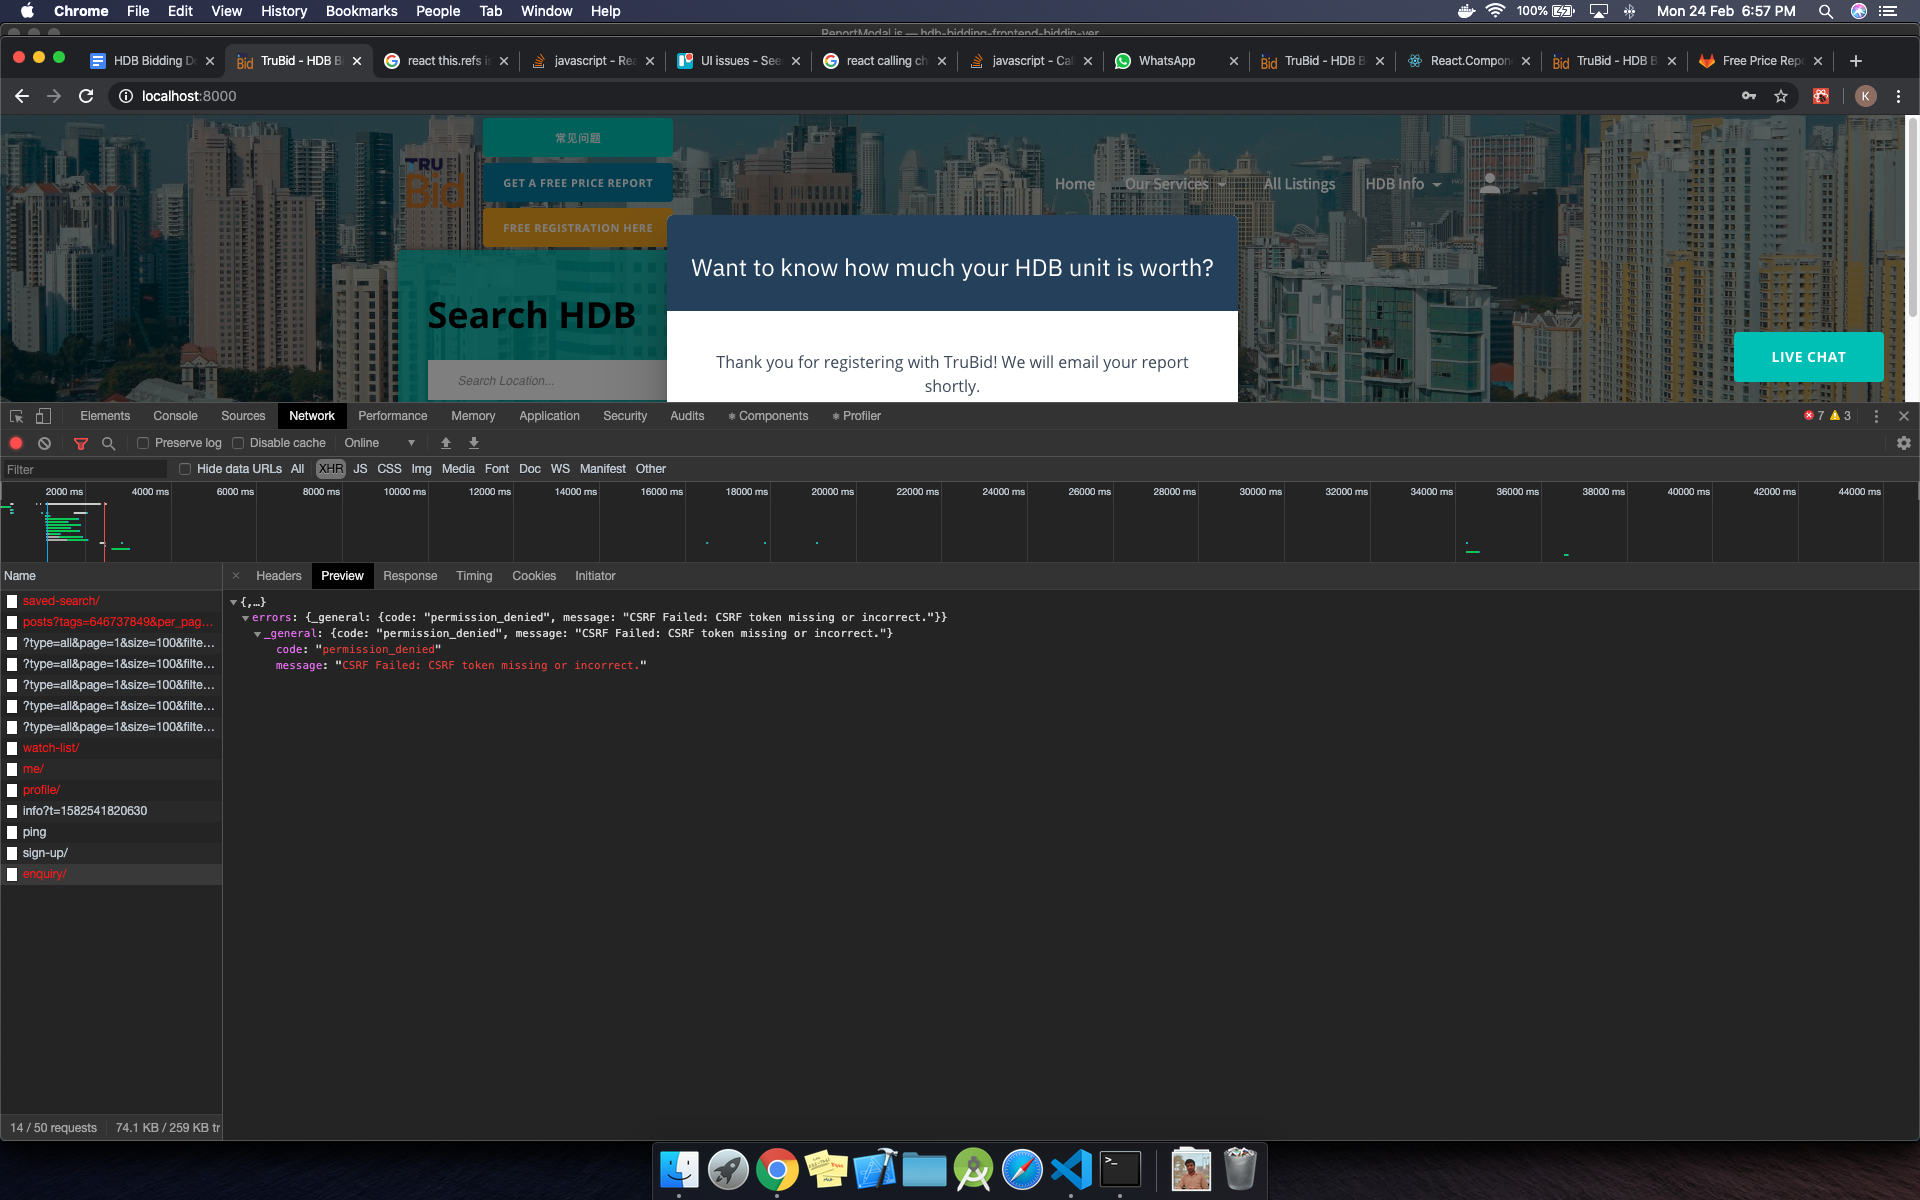 Chrome File Edit View History Bookmarks People Tab Window Help
100% Mon 24 Feb 6:57 PM
ReportModal.js — hdb-bidding-frontend-biddin-ver
HDB Bidding D
TruBid - HDB B
react this.refs is
javascript - Rea
UI issues - See
react calling ch
javascript - Cal
WhatsApp
TruBid - HDB B
React.Compon
TruBid - HDB B
Free Price Repo
localhost:8000
K
常见问题
TRU
Bid
GET A FREE PRICE REPORT
FREE REGISTRATION HERE
Home Our Services All Listings HDB Info
Want to know how much your HDB unit is worth?
Search HDB
Search Location...
Thank you for registering with TruBid! We will email your report
shortly.
LIVE CHAT
Elements Console Sources Network Performance Memory Application Security Audits Components Profiler
7 3
Preserve log Disable cache Online
Filter
Hide data URLs All XHR JS CSS Img Media Font Doc WS Manifest Other
2000 ms 4000 ms 6000 ms 8000 ms 10000 ms 12000 ms 14000 ms 16000 ms 18000 ms 20000 ms 22000 ms 24000 ms 26000 ms 28000 ms 30000 ms 32000 ms 34000 ms 36000 ms 38000 ms 40000 ms 42000 ms 44000 ms
Name
Headers Preview Response Timing Cookies Initiator
saved-search/
posts?tags=646737849&per_pag...
?type=all&page=1&size=100&filte...
?type=all&page=1&size=100&filte...
?type=all&page=1&size=100&filte...
?type=all&page=1&size=100&filte...
?type=all&page=1&size=100&filte...
watch-list/
me/
profile/
info?t=1582541820630
ping
sign-up/
enquiry/
{,…}
errors: {_general: {code: "permission_denied", message: "CSRF Failed: CSRF token missing or incorrect."}}
_general: {code: "permission_denied", message: "CSRF Failed: CSRF token missing or incorrect."}
code: "permission_denied"
message: "CSRF Failed: CSRF token missing or incorrect."
14 / 50 requests 74.1 KB / 259 KB tr